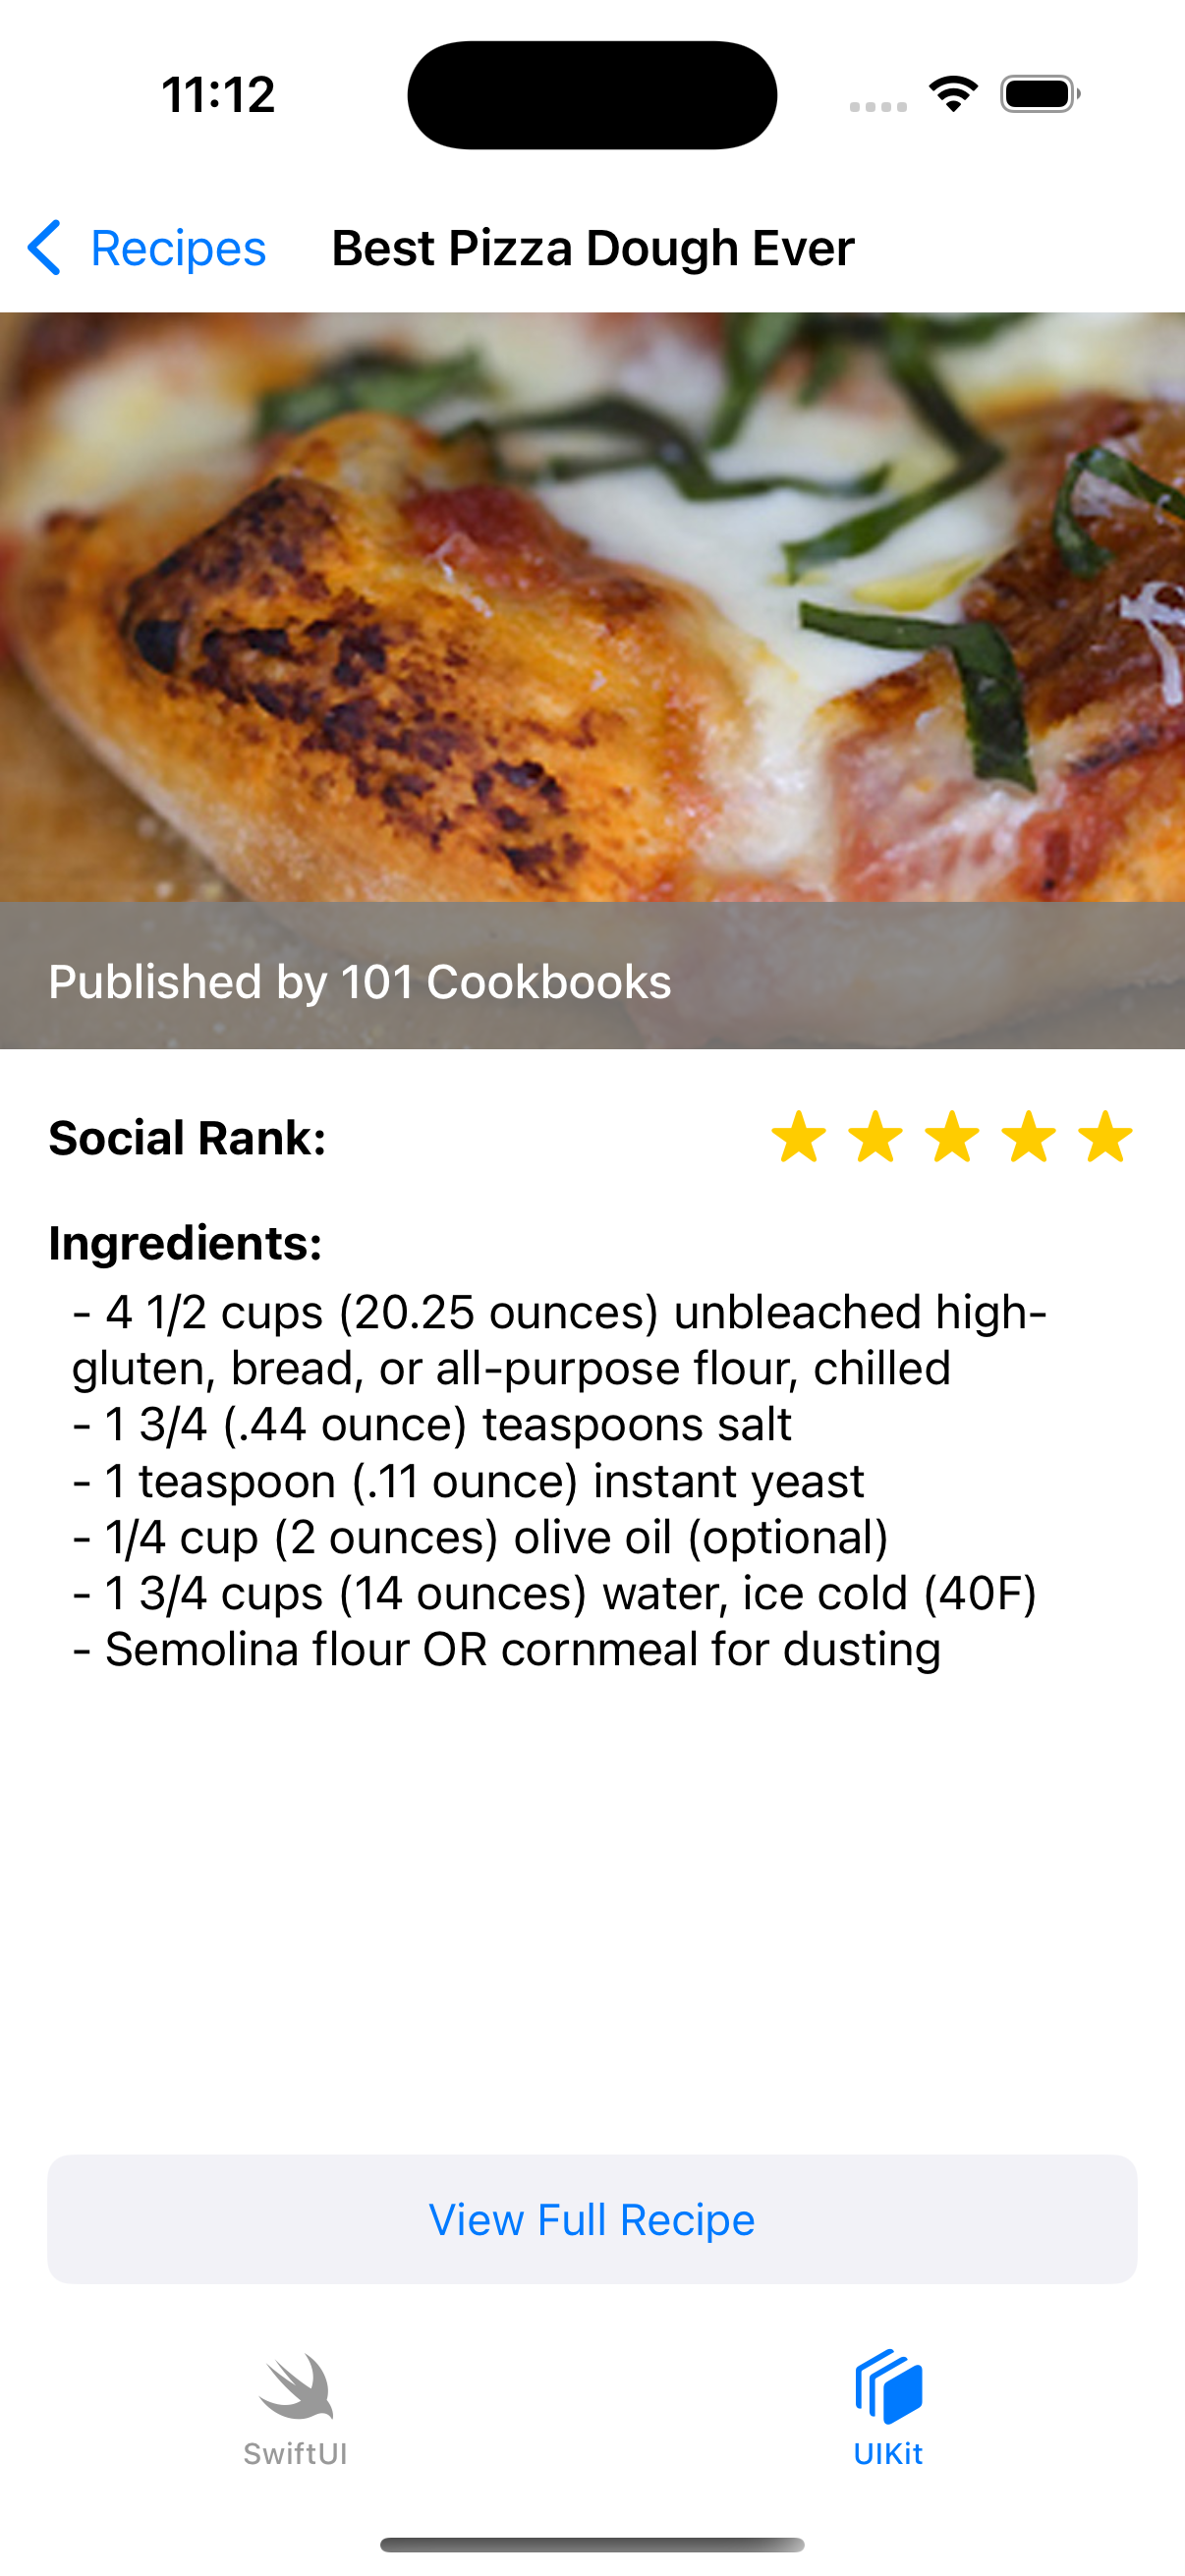 11:12
Recipes Best Pizza Dough Ever
Published by 101 Cookbooks
Social Rank:
Ingredients:
- 4 1/2 cups (20.25 ounces) unbleached high-
gluten, bread, or all-purpose flour, chilled
- 1 3/4 (.44 ounce) teaspoons salt
- 1 teaspoon (.11 ounce) instant yeast
- 1/4 cup (2 ounces) olive oil (optional)
- 1 3/4 cups (14 ounces) water, ice cold (40F)
- Semolina flour OR cornmeal for dusting
View Full Recipe
SwiftUI UIKit